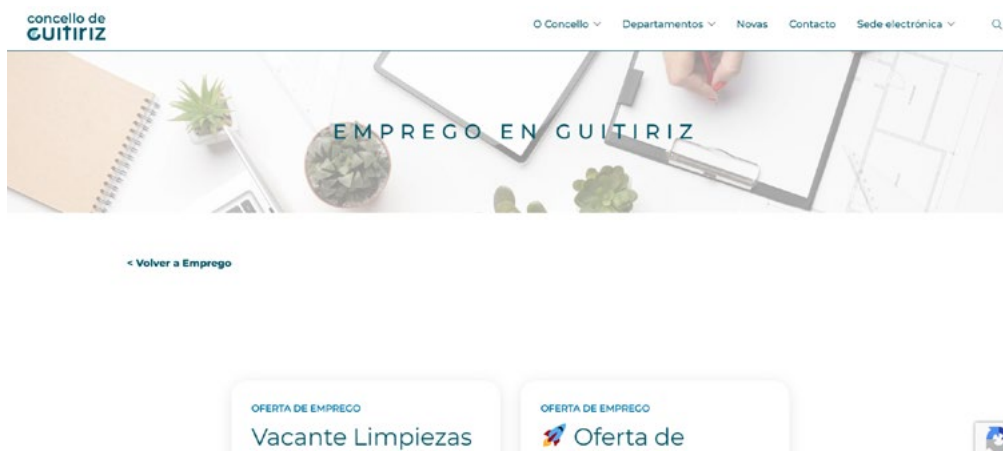 concello de
GUITIRIZ
O Concello
Departamentos
Novas
Contacto
Sede electrónica
EMPREGO EN GUITIRIZ
< Volver a Emprego
OFERTA DE EMPREGO
Vacante Limpiezas
OFERTA DE EMPREGO
🚀 Oferta de